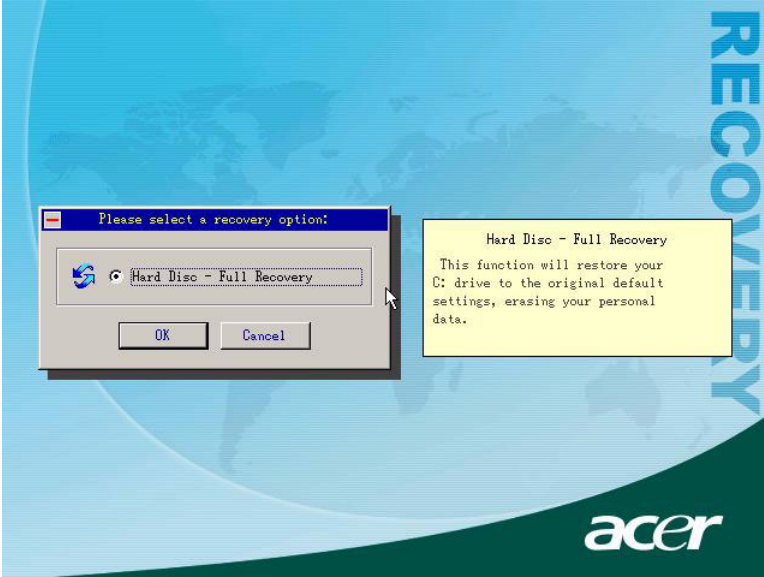 RECOVERY
Please select a recovery option:
Hard Disc - Full Recovery
OK Cancel
Hard Disc - Full Recovery
This function will restore your
C: drive to the original default
settings, erasing your personal
data.
acer